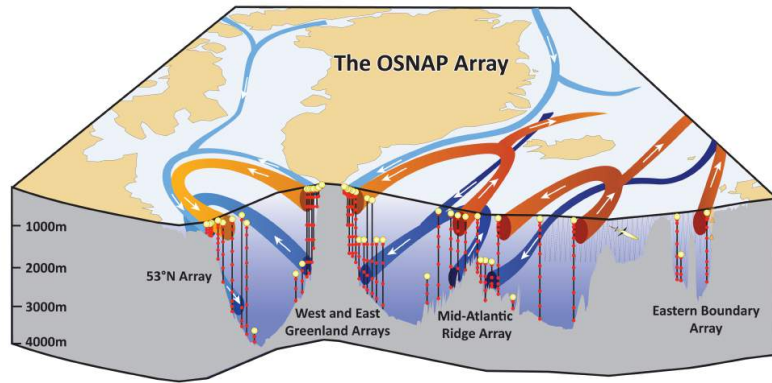 The OSNAP Array
1000m
2000m
3000m
4000m
53°N Array
West and East
Greenland Arrays
Mid-Atlantic
Ridge Array
Eastern Boundary
Array